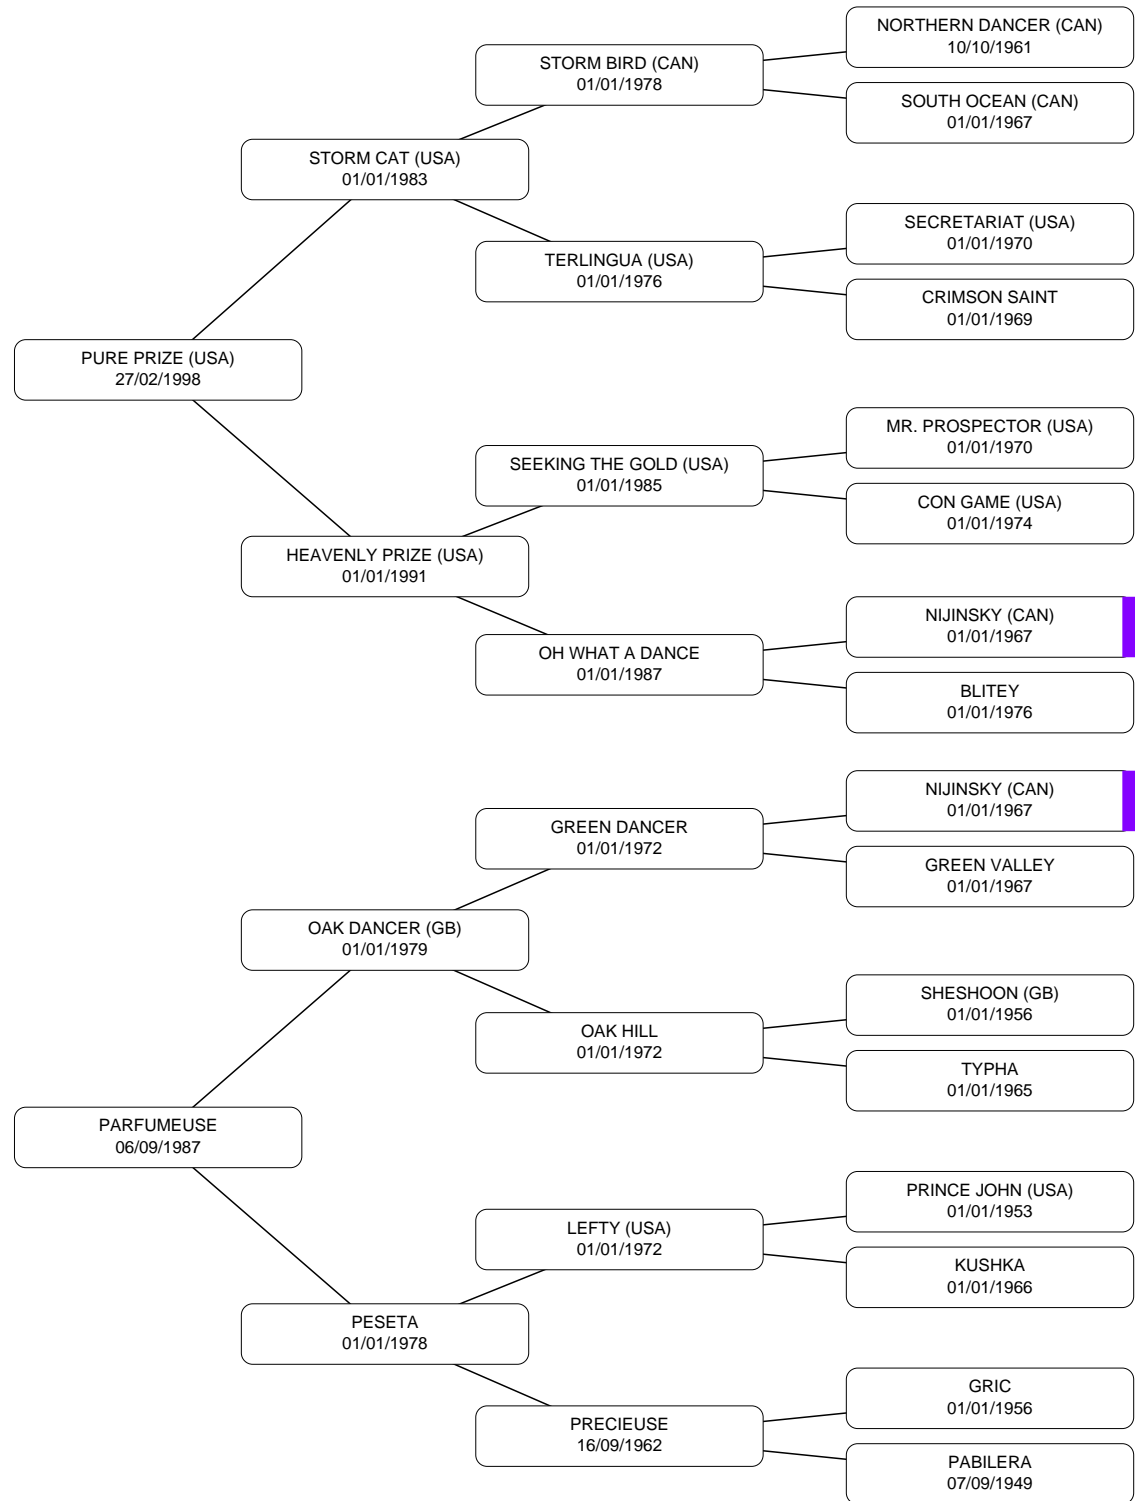 NORTHERN DANCER (CAN)
10/10/1961
STORM BIRD (CAN)
01/01/1978
SOUTH OCEAN (CAN)
01/01/1967
STORM CAT (USA)
01/01/1983
SECRETARIAT (USA)
01/01/1970
TERLINGUA (USA)
01/01/1976
CRIMSON SAINT
01/01/1969
PURE PRIZE (USA)
27/02/1998
MR. PROSPECTOR (USA)
01/01/1970
SEEKING THE GOLD (USA)
01/01/1985
CON GAME (USA)
01/01/1974
HEAVENLY PRIZE (USA)
01/01/1991
NIJINSKY (CAN)
01/01/1967
OH WHAT A DANCE
01/01/1987
BLITEY
01/01/1976
NIJINSKY (CAN)
01/01/1967
GREEN DANCER
01/01/1972
GREEN VALLEY
01/01/1967
OAK DANCER (GB)
01/01/1979
SHESHOON (GB)
01/01/1956
OAK HILL
01/01/1972
TYPHA
01/01/1965
PARFUMEUSE
06/09/1987
PRINCE JOHN (USA)
01/01/1953
LEFTY (USA)
01/01/1972
KUSHKA
01/01/1966
PESETA
01/01/1978
GRIC
01/01/1956
PRECIEUSE
16/09/1962
PABILERA
07/09/1949